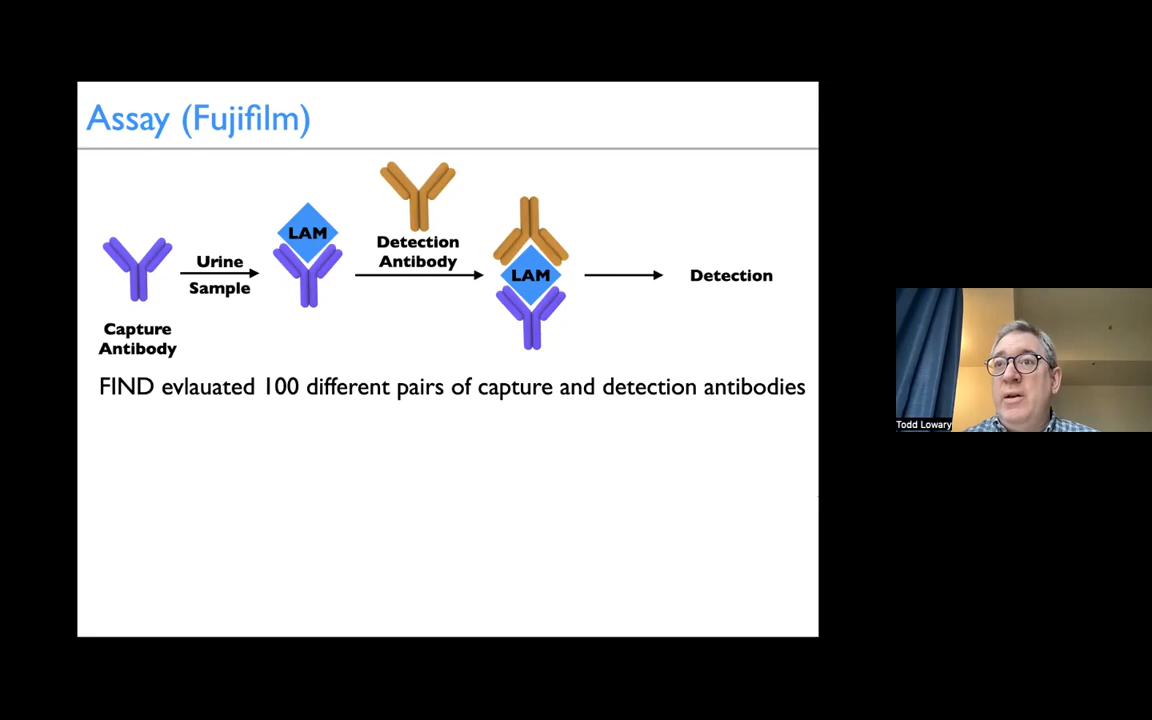 Assay (Fujifilm)
LAM
Urine
Sample
Detection
Antibody
LAM
Detection
Capture
Antibody
FIND evlauated 100 different pairs of capture and detection antibodies
Todd Lowary